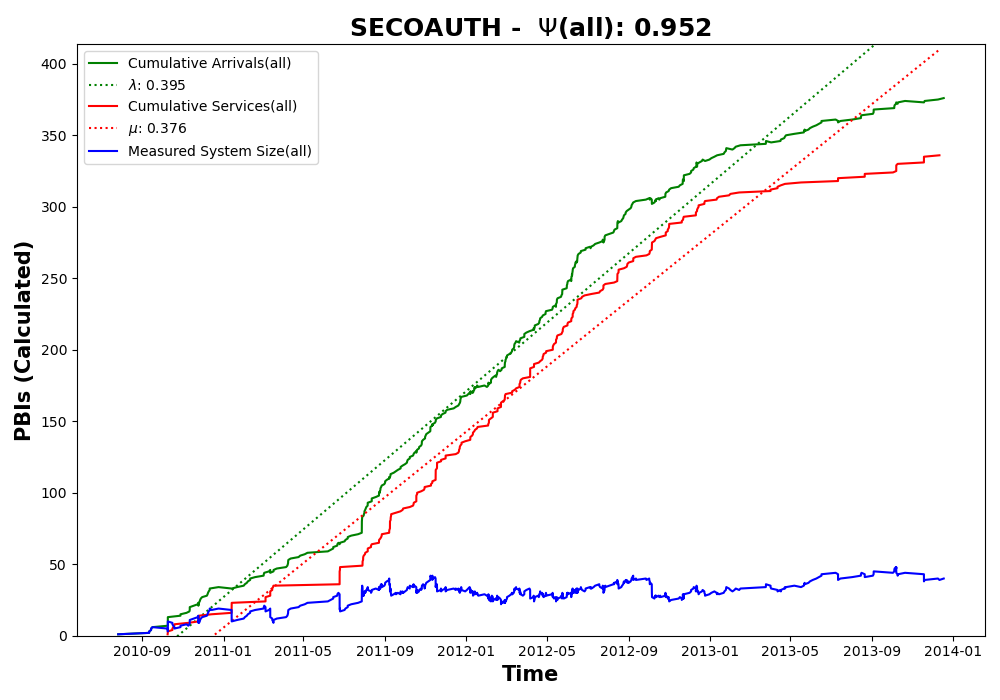 SECOAUTH - Ψ(all): 0.952
Cumulative Arrivals(all)
λ: 0.395
Cumulative Services(all)
μ: 0.376
Measured System Size(all)
PBIs (Calculated)
400
350
300
250
200
150
100
50
0
2010-09 2011-01 2011-05 2011-09 2012-01 2012-05 2012-09 2013-01 2013-05 2013-09 2014-01
Time